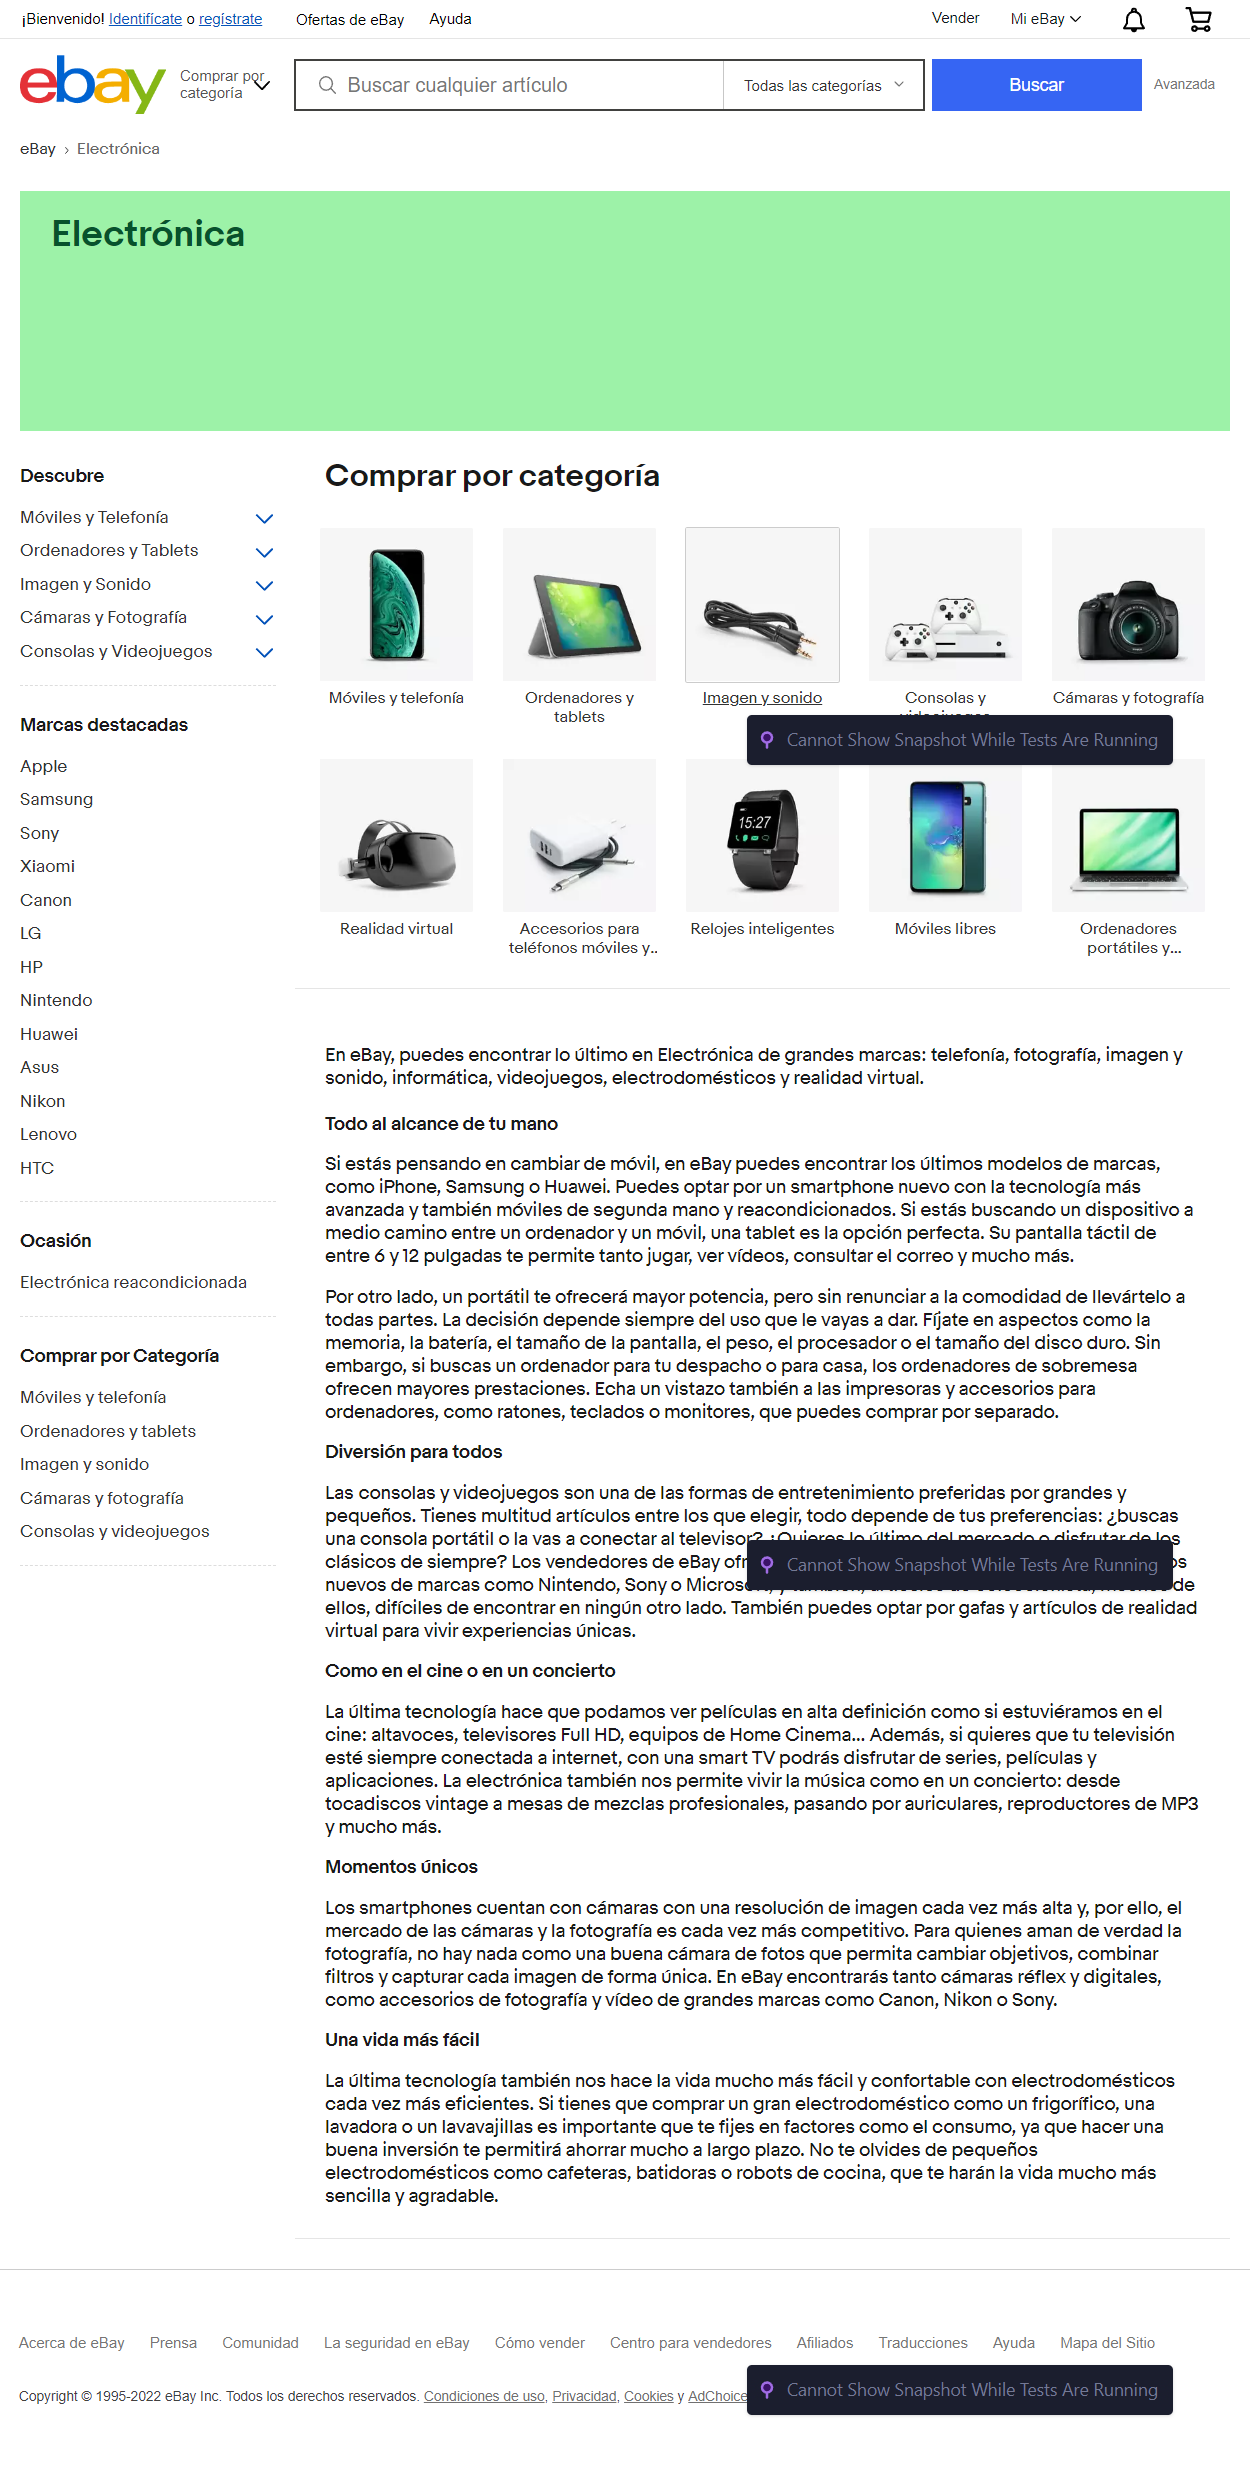 ¡Bienvenido! Identifícate o regístrate
Ofertas de eBay
Ayuda
Vender
Mi eBay
ebay
Comprar por
categoría
Buscar cualquier artículo
Todas las categorías
Buscar
Avanzada
eBay › Electrónica
Electrónica
Descubre
Móviles y Telefonía
Ordenadores y Tablets
Imagen y Sonido
Cámaras y Fotografía
Consolas y Videojuegos
Marcas destacadas
Apple
Samsung
Sony
Xiaomi
Canon
LG
HP
Nintendo
Huawei
Asus
Nikon
Lenovo
HTC
Ocasión
Electrónica reacondicionada
Comprar por Categoría
Móviles y telefonía
Ordenadores y tablets
Imagen y sonido
Cámaras y fotografía
Consolas y videojuegos
Comprar por categoría
Móviles y telefonía
Ordenadores y
tablets
Imagen y sonido
Consolas y
Cámaras y fotografía
Cannot Show Snapshot While Tests Are Running
15:27
Realidad virtual
Accesorios para
teléfonos móviles y..
Relojes inteligentes
Móviles libres
Ordenadores
portátiles y...
En eBay, puedes encontrar lo último en Electrónica de grandes marcas: telefonía, fotografía, imagen y
sonido, informática, videojuegos, electrodomésticos y realidad virtual.
Todo al alcance de tu mano
Si estás pensando en cambiar de móvil, en eBay puedes encontrar los últimos modelos de marcas,
como iPhone, Samsung o Huawei. Puedes optar por un smartphone nuevo con la tecnología más
avanzada y también móviles de segunda mano y reacondicionados. Si estás buscando un dispositivo a
medio camino entre un ordenador y un móvil, una tablet es la opción perfecta. Su pantalla táctil de
entre 6 y 12 pulgadas te permite tanto jugar, ver vídeos, consultar el correo y mucho más.
Por otro lado, un portátil te ofrecerá mayor potencia, pero sin renunciar a la comodidad de llevártelo a
todas partes. La decisión depende siempre del uso que le vayas a dar. Fíjate en aspectos como la
memoria, la batería, el tamaño de la pantalla, el peso, el procesador o el tamaño del disco duro. Sin
embargo, si buscas un ordenador para tu despacho o para casa, los ordenadores de sobremesa
ofrecen mayores prestaciones. Echa un vistazo también a las impresoras y accesorios para
ordenadores, como ratones, teclados o monitores, que puedes comprar por separado.
Diversión para todos
Las consolas y videojuegos son una de las formas de entretenimiento preferidas por grandes y
pequeños. Tienes multitud artículos entre los que elegir, todo depende de tus preferencias: ¿buscas
una consola portátil o la vas a conectar al televisor? ¿Quieres lo último del mercado o disfrutar de los
clásicos de siempre? Los vendedores de eBay
Cannot Show Snapshot While Tests Are Running
nuevos de marcas como Nintendo, Sony o de
ellos, difíciles de encontrar en ningún otro lado. También puedes optar por gafas y artículos de realidad
virtual para vivir experiencias únicas.
Como en el cine o en un concierto
La última tecnología hace que podamos ver películas en alta definición como si estuviéramos en el
cine: altavoces, televisores Full HD, equipos de Home Cinema... Además, si quieres que tu televisión
esté siempre conectada a internet, con una smart TV podrás disfrutar de series, películas y
aplicaciones. La electrónica también nos permite vivir la música como en un concierto: desde
tocadiscos vintage a mesas de mezclas profesionales, pasando por auriculares, reproductores de MP3
y mucho más.
Momentos únicos
Los smartphones cuentan con cámaras con una resolución de imagen cada vez más alta y, por ello, el
mercado de las cámaras y la fotografía es cada vez más competitivo. Para quienes aman de verdad la
fotografía, no hay nada como una buena cámara de fotos que permita cambiar objetivos, combinar
filtros y capturar cada imagen de forma única. En eBay encontrarás tanto cámaras réflex y digitales,
como accesorios de fotografía y vídeo de grandes marcas como Canon, Nikon o Sony.
Una vida más fácil
La última tecnología también nos hace la vida mucho más fácil y confortable con electrodomésticos
cada vez más eficientes. Si tienes que comprar un gran electrodoméstico como un frigorífico, una
lavadora o un lavavajillas es importante que te fijes en factores como el consumo, ya que hacer una
buena inversión te permitirá ahorrar mucho a largo plazo. No te olvides de pequeños
electrodomésticos como cafeteras, batidoras o robots de cocina, que te harán la vida mucho más
sencilla y agradable.
Acerca de eBay Prensa Comunidad La seguridad en eBay Cómo vender Centro para vendedores Afiliados Traducciones Ayuda Mapa del Sitio
Copyright © 1995-2022 eBay Inc. Todos los derechos reservados. Condiciones de uso, Privacidad, Cookies y AdChoice
Cannot Show Snapshot While Tests Are Running